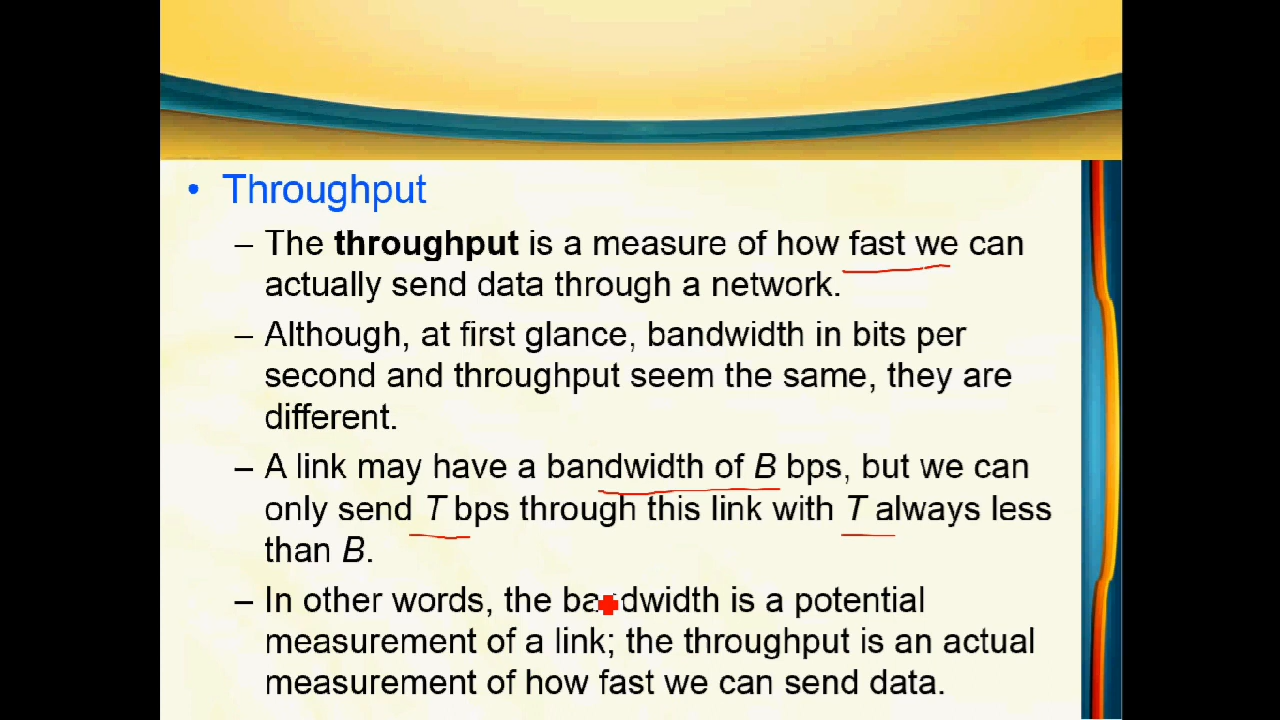 • Throughput
– The throughput is a measure of how fast we can
actually send data through a network.
– Although, at first glance, bandwidth in bits per
second and throughput seem the same, they are
different.
– A link may have a bandwidth of B bps, but we can
only send T bps through this link with T always less
than B.
– In other words, the bandwidth is a potential
measurement of a link; the throughput is an actual
measurement of how fast we can send data.